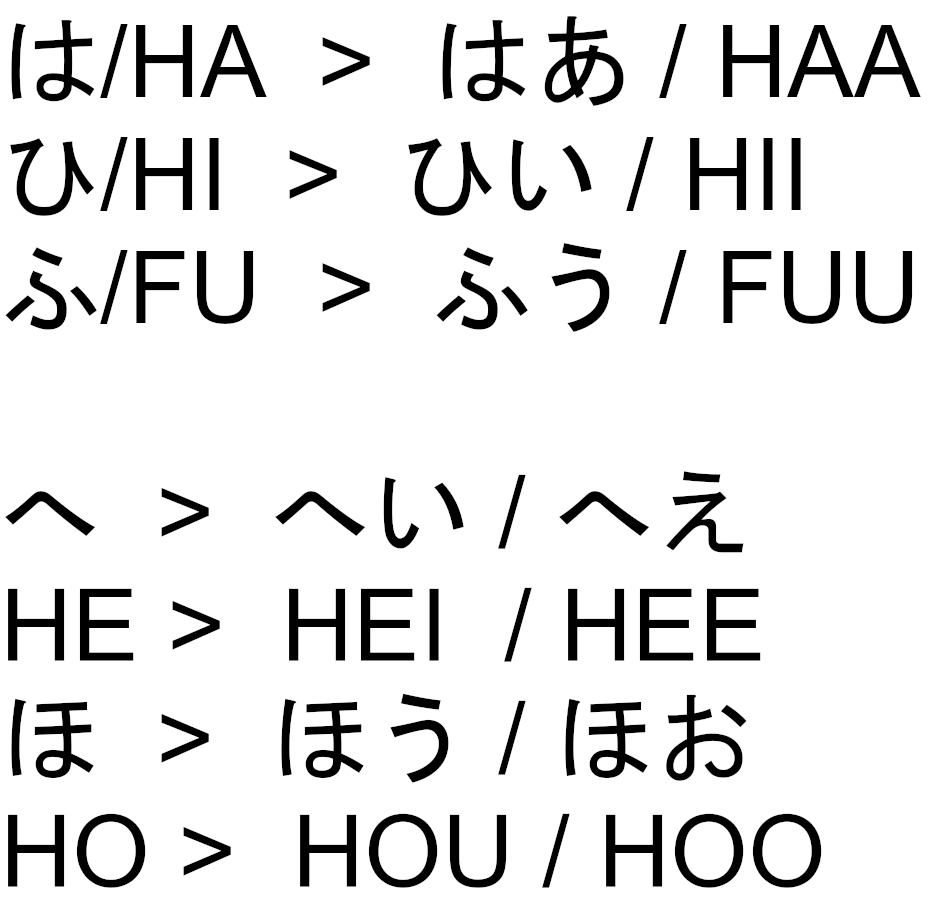 は/HA > はあ / HAA
ひ/HI > ひい / HII
ふ/FU > ふう / FUU
へ > へい / へえ
HE > HEI / HEE
ほ > ほう / ほお
HO > HOU / HOO